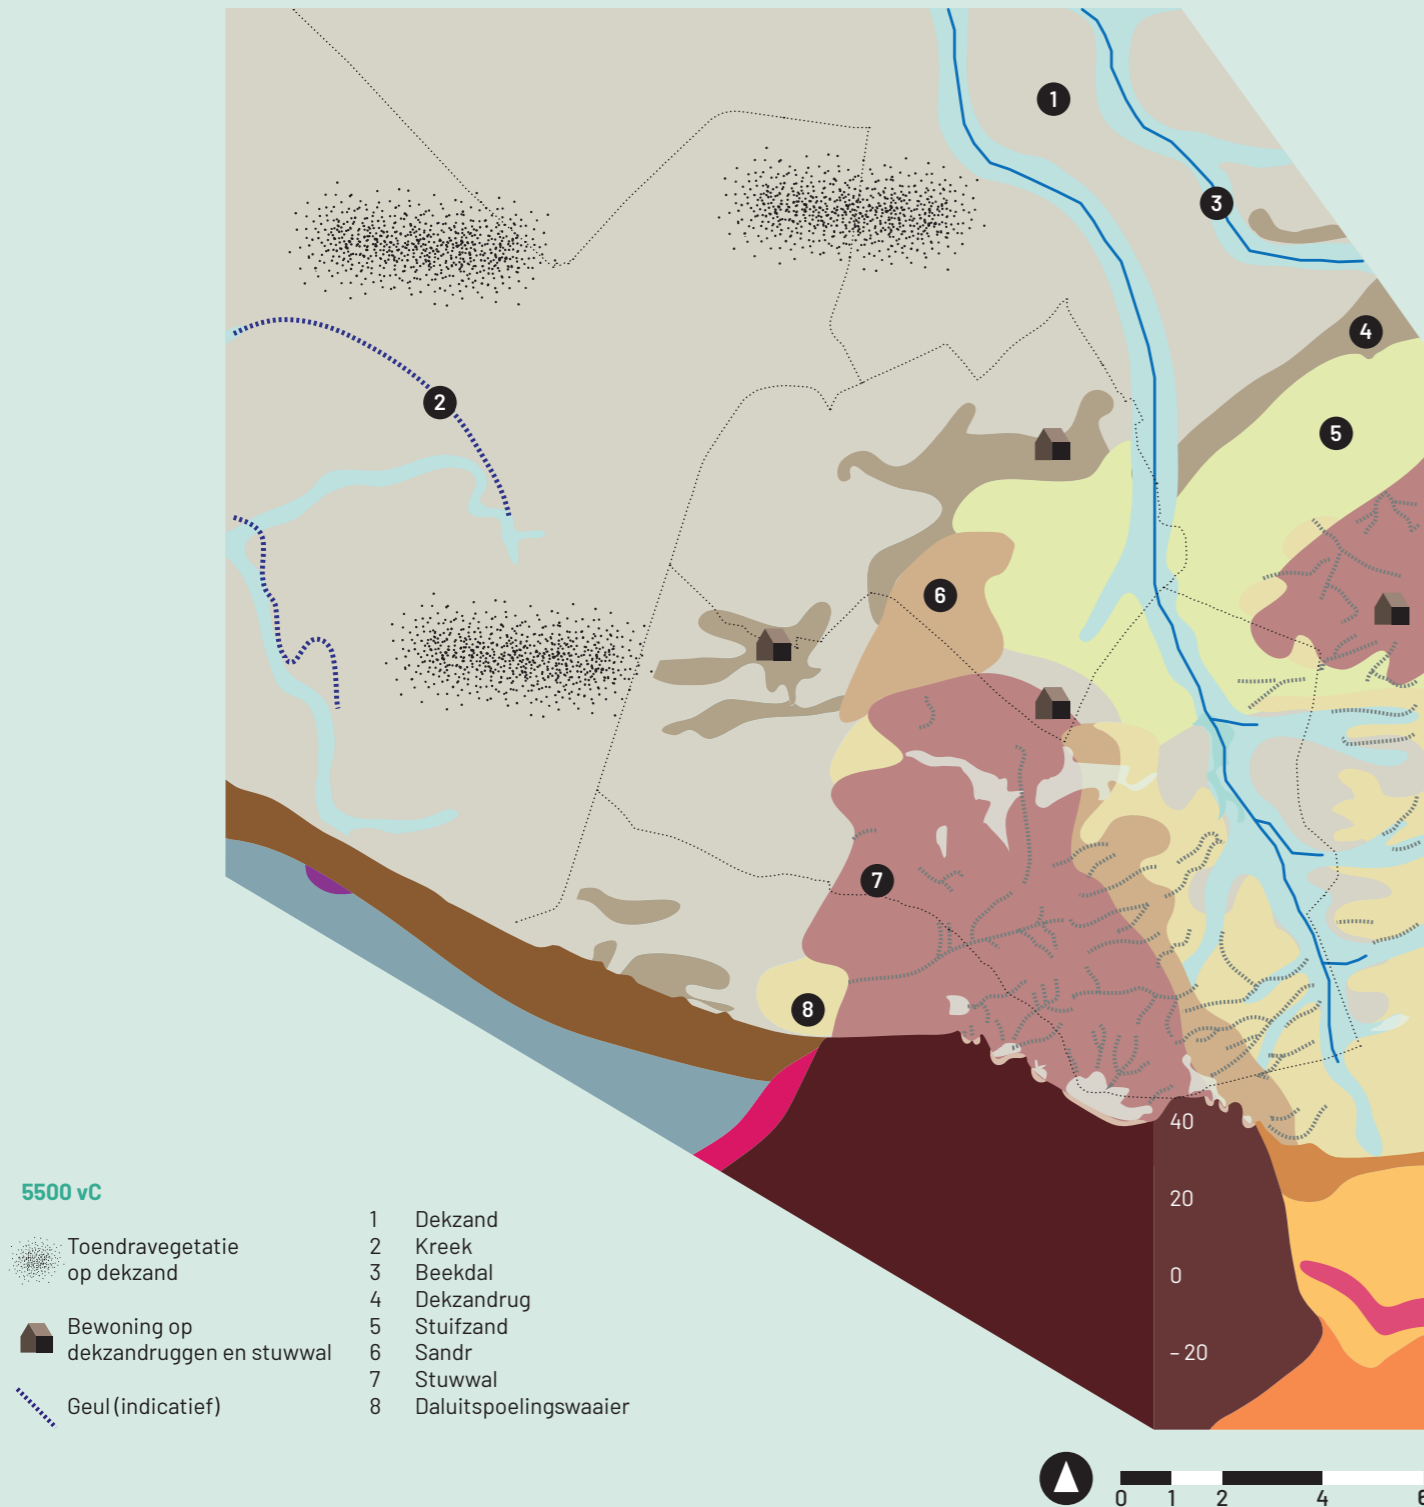 1
3
4
2
5
6
7
8
40
20
0
– 20
5500 vC
Toendravegetatie
op dekzand
Bewoning op
dekzandruggen en stuwwal
Geul (indicatief)
1 Dekzand
2 Kreek
3 Beekdal
4 Dekzandrug
5 Stuifzand
6 Sandr
7 Stuwwal
8 Daluitspoelingswaaier
0 1 2 4 6